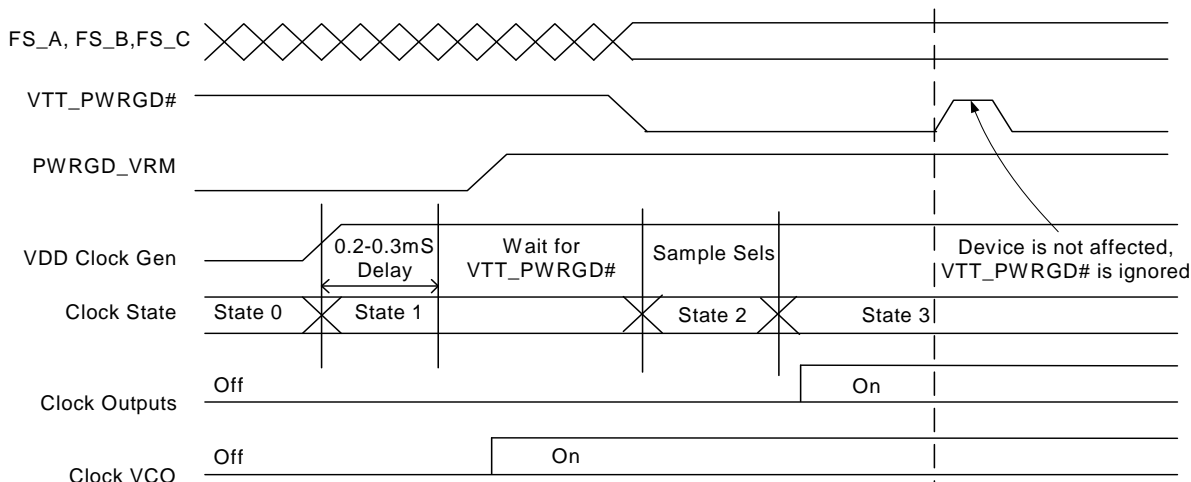 FS_A, FS_B,FS_C
VTT_PWRGD#
PWRGD_VRM
VDD Clock Gen
0.2-0.3mS
Delay
Wait for
VTT_PWRGD#
Sample Sels
Device is not affected,
VTT_PWRGD# is ignored
Clock State
State 0
State 1
State 2
State 3
Clock Outputs
Off
On
Clock VCO
Off
On